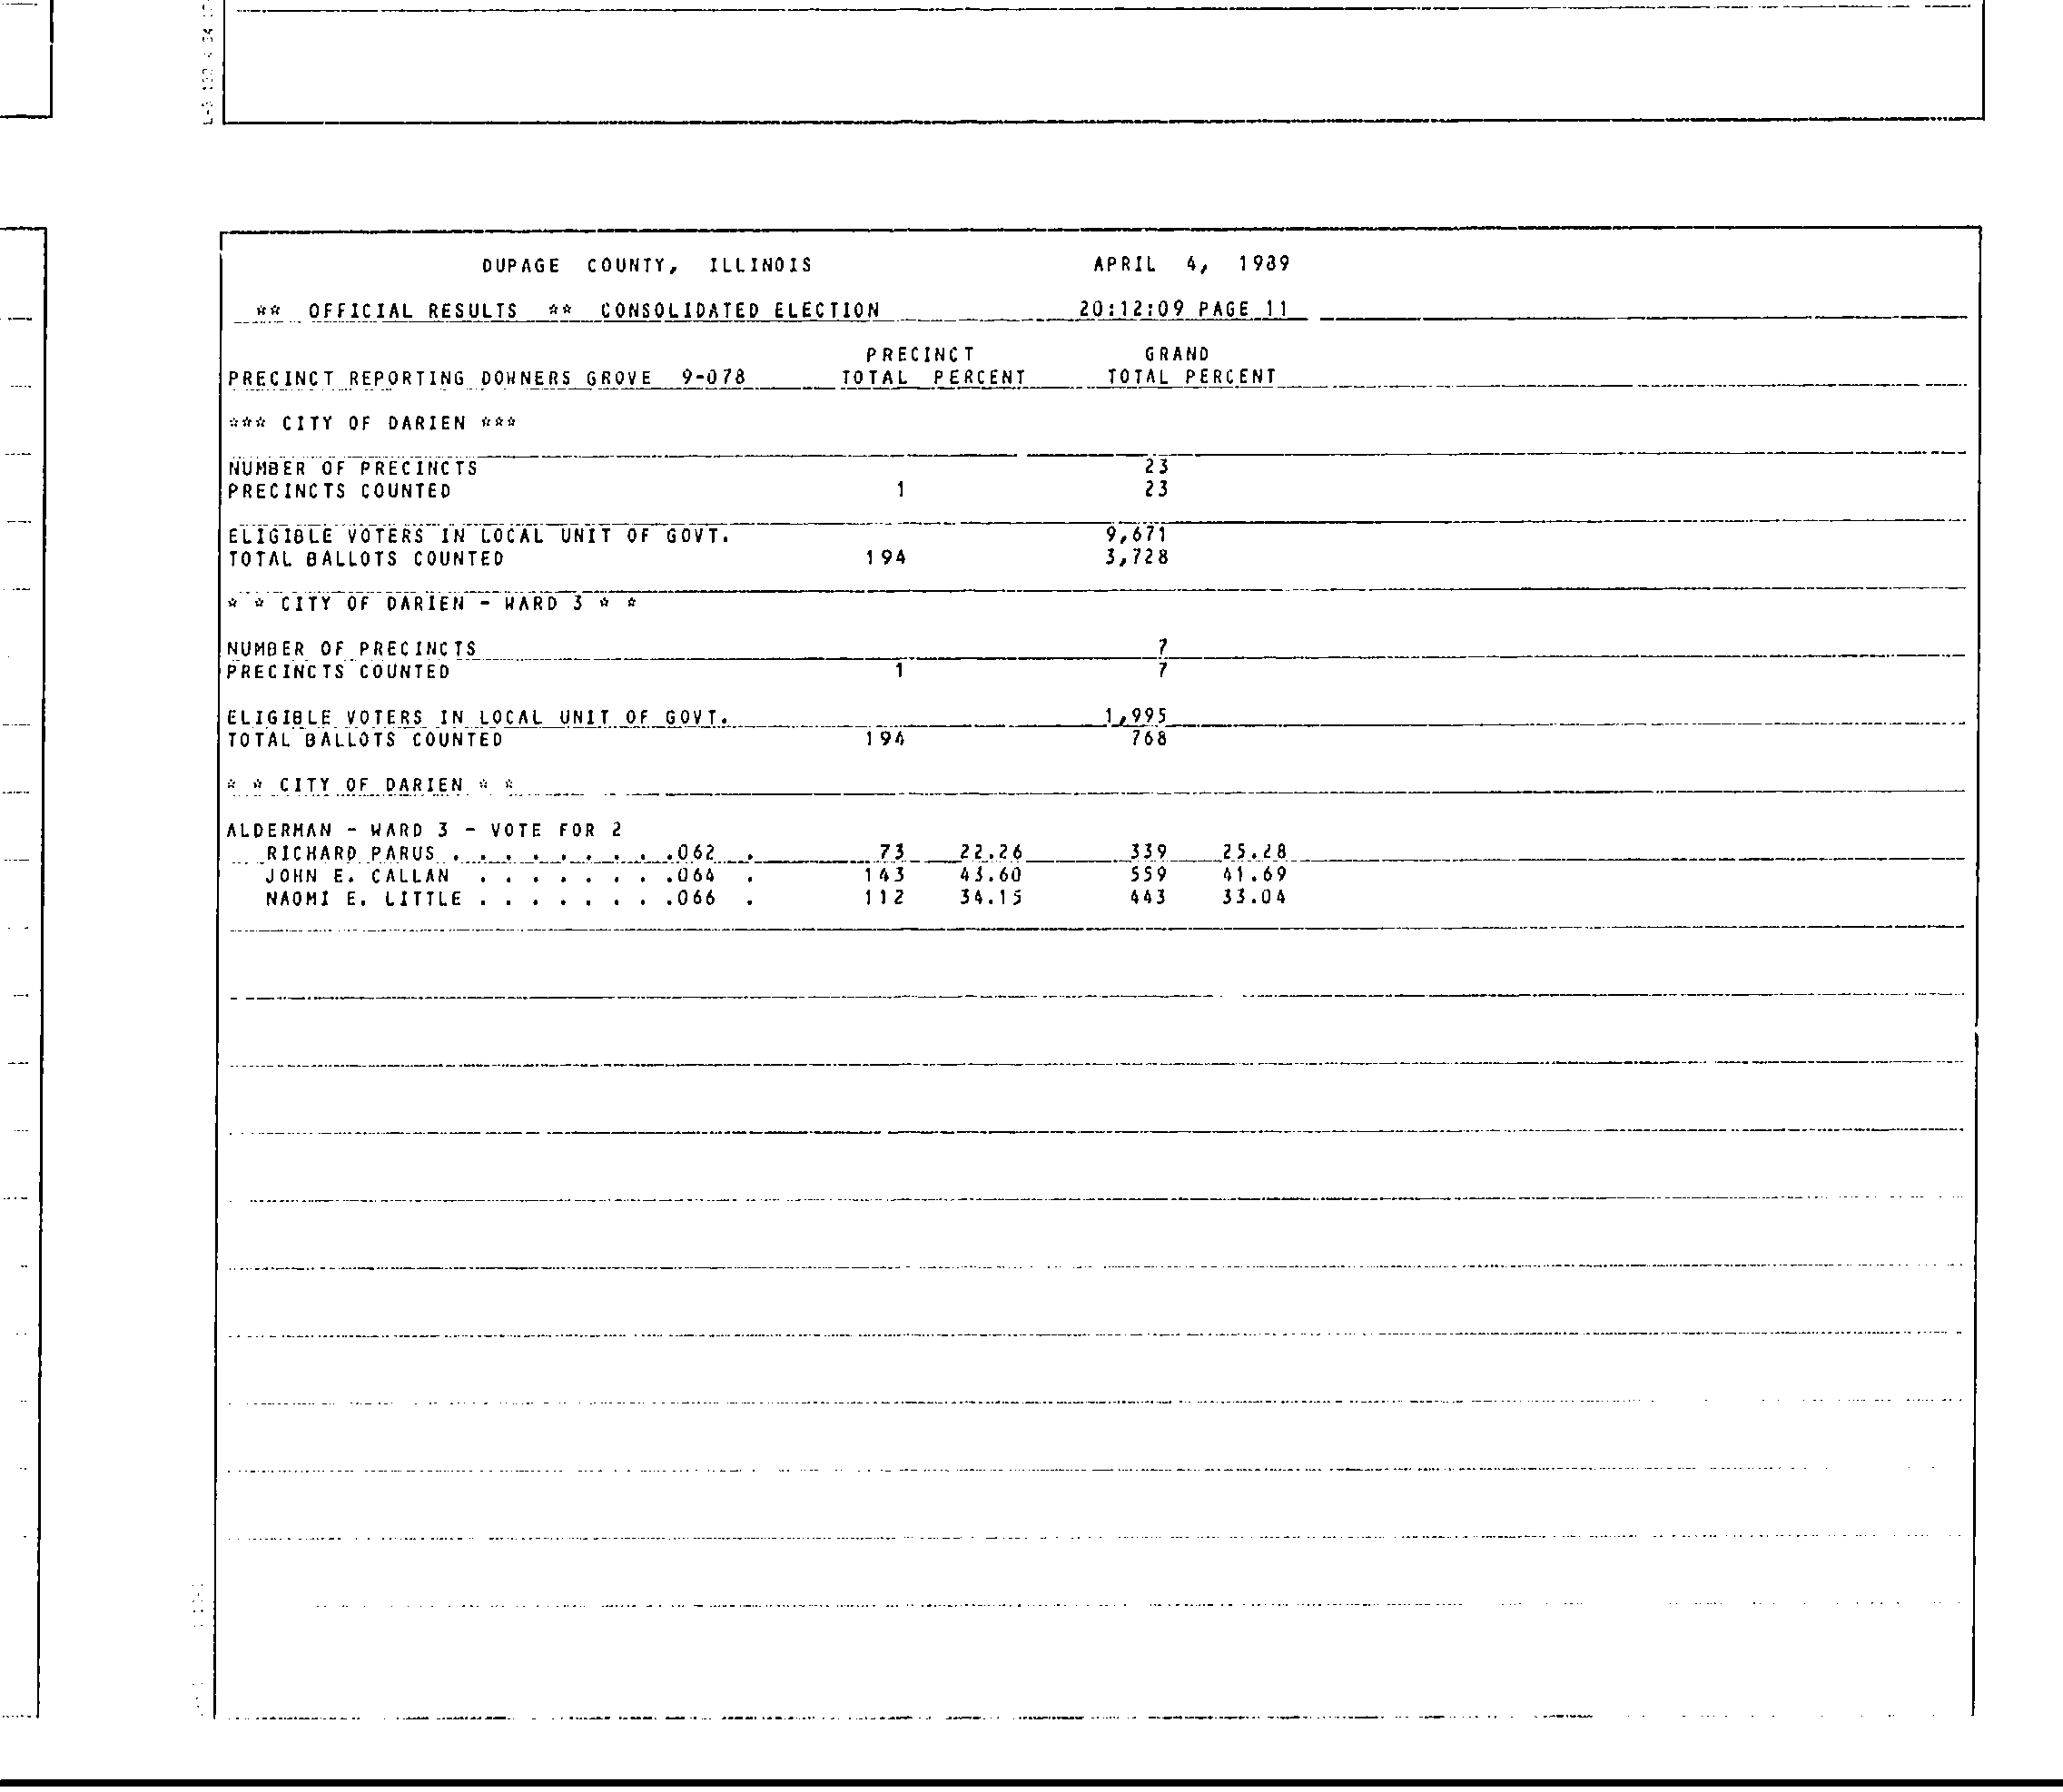 DUPAGE COUNTY, ILLINOIS APRIL 4, 1989
** OFFICIAL RESULTS ** CONSOLIDATED ELECTION 20:12:09 PAGE 11
PRECINCT GRAND
PRECINCT REPORTING DOWNERS GROVE 9-078 TOTAL PERCENT TOTAL PERCENT
*** CITY OF DARIEN ***
NUMBER OF PRECINCTS 23
PRECINCTS COUNTED 1 23
ELIGIBLE VOTERS IN LOCAL UNIT OF GOVT. 9,671
TOTAL BALLOTS COUNTED 194 3,728
* * CITY OF DARIEN - WARD 3 * *
NUMBER OF PRECINCTS 7
PRECINCTS COUNTED 1 7
ELIGIBLE VOTERS IN LOCAL UNIT OF GOVT. 1,995
TOTAL BALLOTS COUNTED 194 768
* * CITY OF DARIEN * *
ALDERMAN - WARD 3 - VOTE FOR 2
RICHARD PARUS . . . . . . . . .062 . 73 22.26 339 25.28
JOHN E. CALLAN . . . . . . . .064 . 143 43.60 559 41.69
NAOMI E. LITTLE . . . . . . . .066 . 112 34.15 443 33.04